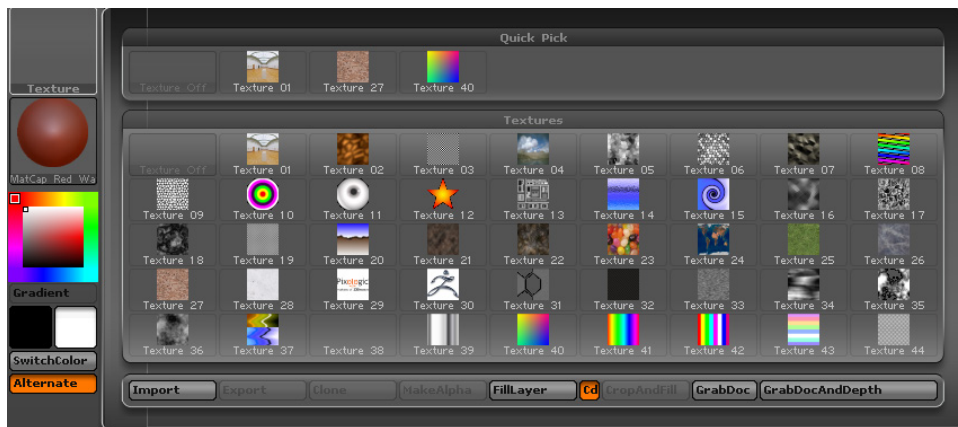 Quick Pick
Texture
Texture Off Texture 01 Texture 27 Texture 40
Textures
MatCap Red Wa
Texture Off Texture 01 Texture 02 Texture 03 Texture 04 Texture 05 Texture 06 Texture 07 Texture 08
Texture 09 Texture 10 Texture 11 Texture 12 Texture 13 Texture 14 Texture 15 Texture 16 Texture 17
Texture 18 Texture 19 Texture 20 Texture 21 Texture 22 Texture 23 Texture 24 Texture 25 Texture 26
Pixologic
Gradient
Texture 27 Texture 28 Texture 29 Texture 30 Texture 31 Texture 32 Texture 33 Texture 34 Texture 35
Texture 36 Texture 37 Texture 38 Texture 39 Texture 40 Texture 41 Texture 42 Texture 43 Texture 44
SwitchColor
Alternate
Import Export Clone MakeAlpha FillLayer Cd CropAndFill GrabDoc GrabDocAndDepth